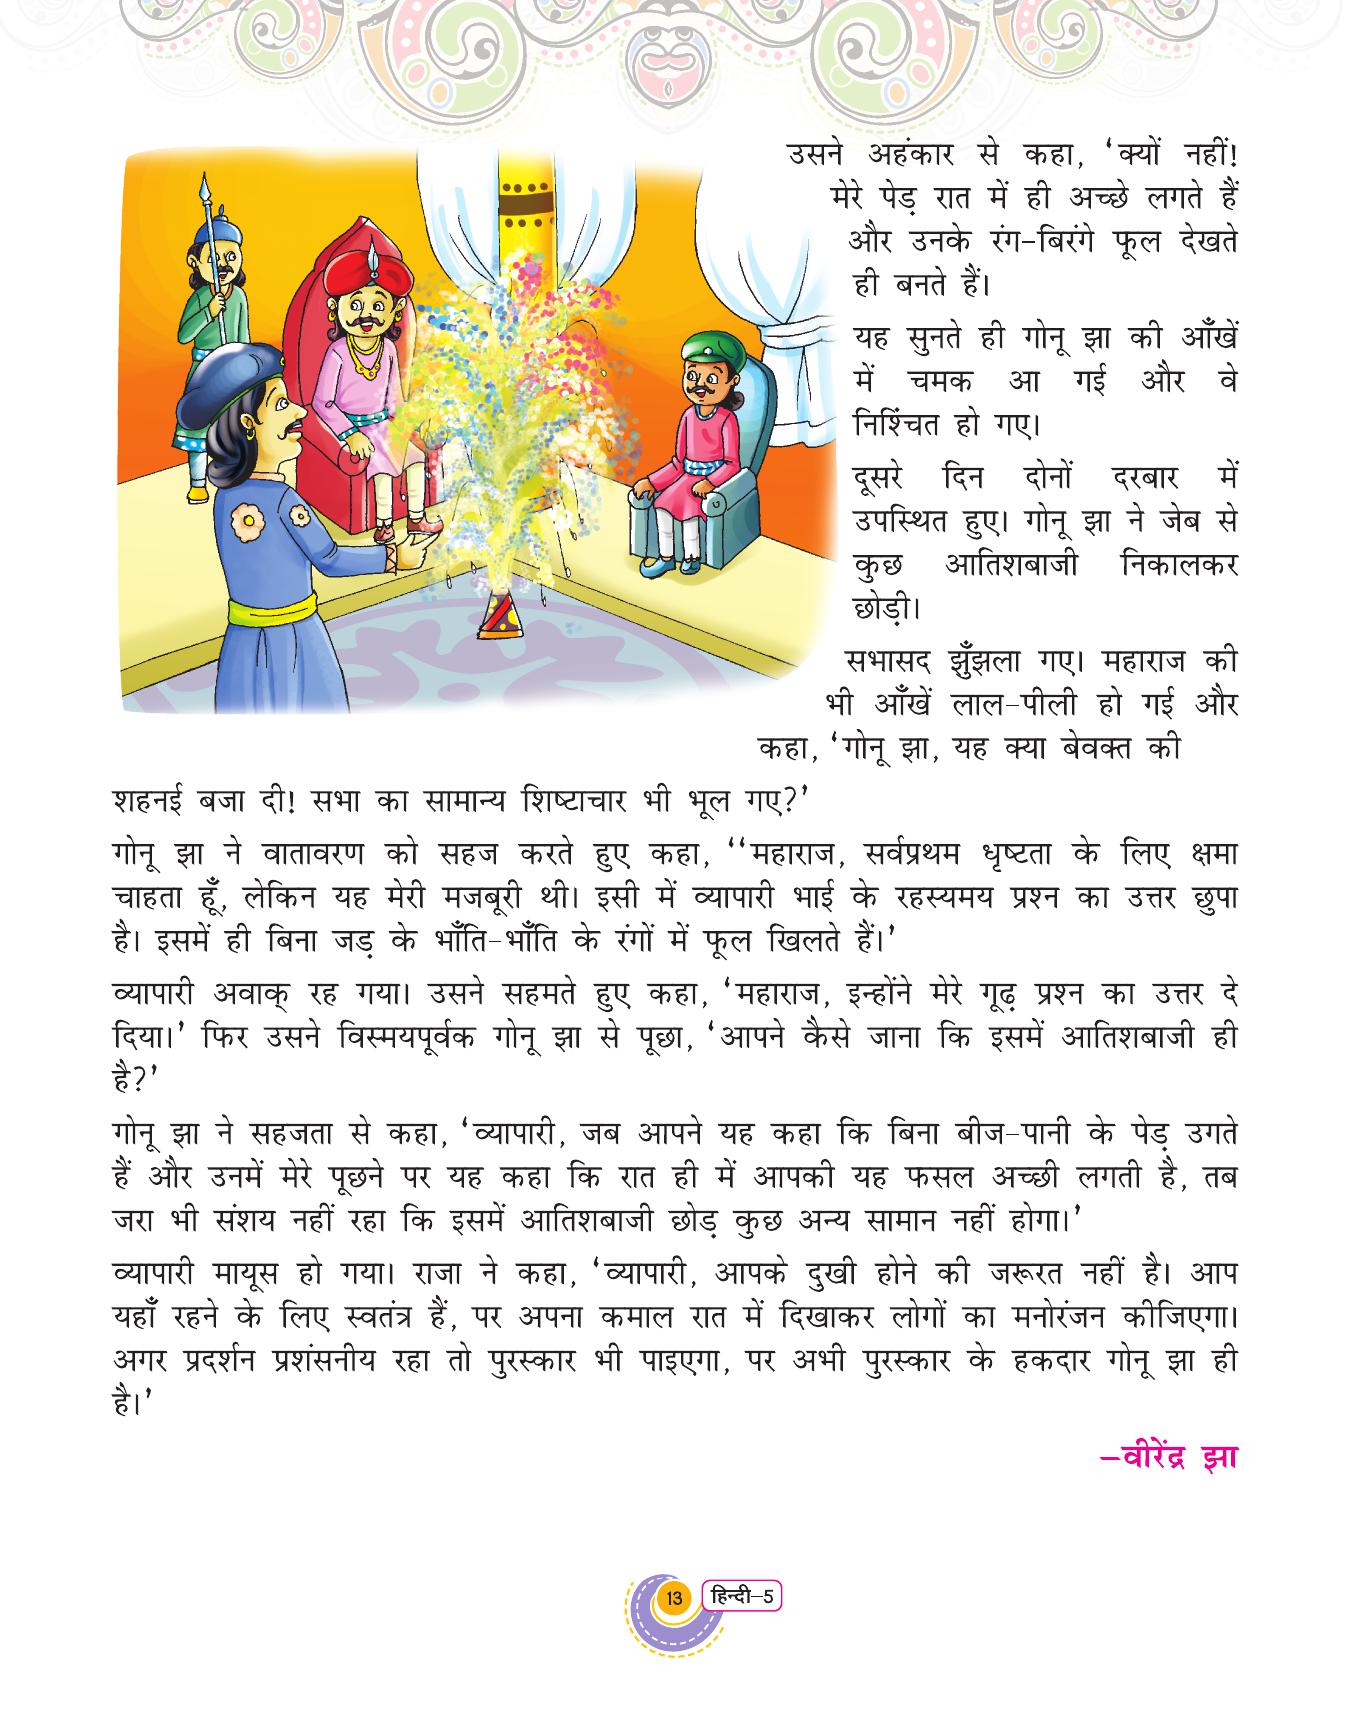 उसने अहंकार से कहा, ‘क्यों नहीं!
मेरे पेड़ रात में ही अच्छे लगते हैं
और उनके रंग-बिरंगे फूल देखते
ही बनते हैं।
यह सुनते ही गोनू झा की आँखें
में चमक आ गई और वे
निश्चिंत हो गए।
दूसरे दिन दोनों दरबार में
उपस्थित हुए। गोनू झा ने जेब से
कुछ आतिशबाजी निकालकर
छोड़ी।
सभासद झुँझला गए। महाराज की
भी आँखें लाल-पीली हो गई और
कहा, ‘गोनू झा, यह क्या बेवक्त की
शहनई बजा दी! सभा का सामान्य शिष्टाचार भी भूल गए?’
गोनू झा ने वातावरण को सहज करते हुए कहा, ‘‘महाराज, सर्वप्रथम धृष्टता के लिए क्षमा
चाहता हूँ, लेकिन यह मेरी मजबूरी थी। इसी में व्यापारी भाई के रहस्यमय प्रश्न का उत्तर छुपा
है। इसमें ही बिना जड़ के भाँति-भाँति के रंगों में फूल खिलते हैं।’
व्यापारी अवाक् रह गया। उसने सहमते हुए कहा, ‘महाराज, इन्होंने मेरे गूढ़ प्रश्न का उत्तर दे
दिया।’ फिर उसने विस्मयपूर्वक गोनू झा से पूछा, ‘आपने कैसे जाना कि इसमें आतिशबाजी ही
है?’
गोनू झा ने सहजता से कहा, ‘व्यापारी, जब आपने यह कहा कि बिना बीज-पानी के पेड़ उगते
हैं और उनमें मेरे पूछने पर यह कहा कि रात ही में आपकी यह फसल अच्छी लगती है, तब
जरा भी संशय नहीं रहा कि इसमें आतिशबाजी छोड़ कुछ अन्य सामान नहीं होगा।’
व्यापारी मायूस हो गया। राजा ने कहा, ‘व्यापारी, आपके दुखी होने की जरूरत नहीं है। आप
यहाँ रहने के लिए स्वतंत्र हैं, पर अपना कमाल रात में दिखाकर लोगों का मनोरंजन कीजिएगा।
अगर प्रदर्शन प्रशंसनीय रहा तो पुरस्कार भी पाइएगा, पर अभी पुरस्कार के हकदार गोनू झा ही
है।’
–वीरेंद्र झा
13 हिन्दी–5